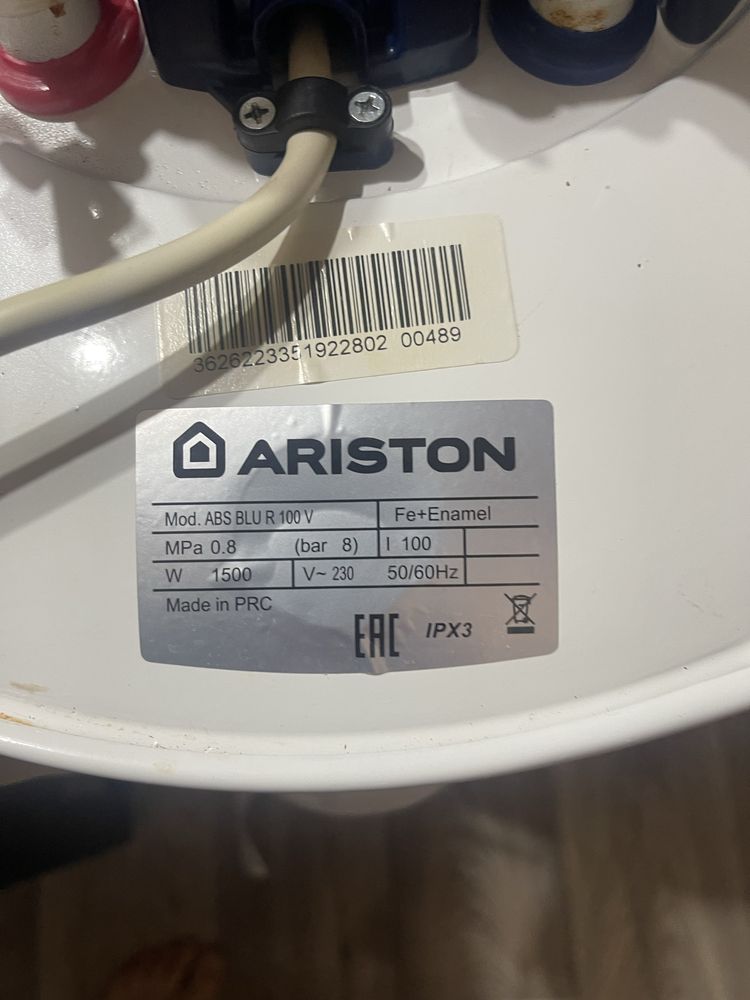 3626223351922802 00489
ARISTON
Mod. ABS BLU R 100 V Fe+Enamel
MPa 0.8 (bar 8) l 100
W 1500 V~ 230 50/60Hz
Made in PRC
EAC IPX3